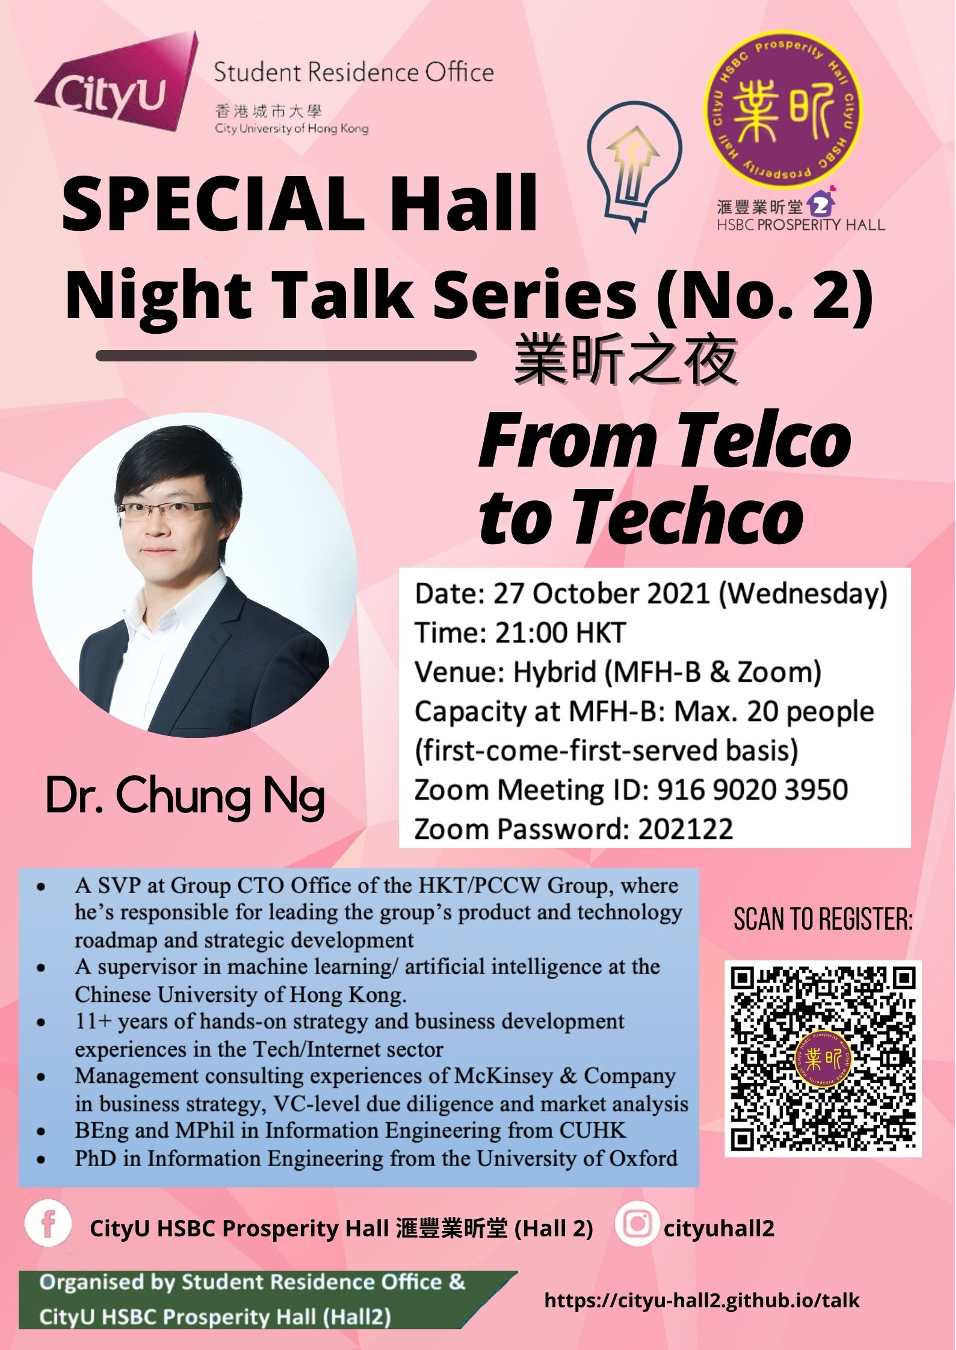 CityU
Student Residence Office
香港城市大學
City University of Hong Kong
CityU HSBC Prosperity Hall CityU HSBC Prosperity Hall
業昕
滙豐業昕堂 2
HSBC PROSPERITY HALL
SPECIAL Hall
Night Talk Series (No. 2)
業昕之夜
From Telco
to Techco
Date: 27 October 2021 (Wednesday)
Time: 21:00 HKT
Venue: Hybrid (MFH-B & Zoom)
Capacity at MFH-B: Max. 20 people
(first-come-first-served basis)
Zoom Meeting ID: 916 9020 3950
Zoom Password: 202122
Dr. Chung Ng
• A SVP at Group CTO Office of the HKT/PCCW Group, where
he's responsible for leading the group's product and technology
roadmap and strategic development
• A supervisor in machine learning/ artificial intelligence at the
Chinese University of Hong Kong.
• 11+ years of hands-on strategy and business development
experiences in the Tech/Internet sector
• Management consulting experiences of McKinsey & Company
in business strategy, VC-level due diligence and market analysis
• BEng and MPhil in Information Engineering from CUHK
• PhD in Information Engineering from the University of Oxford
SCAN TO REGISTER:
業昕
CityU HSBC Prosperity Hall 滙豐業昕堂 (Hall 2)
cityuhall2
Organised by Student Residence Office &
CityU HSBC Prosperity Hall (Hall2)
https://cityu-hall2.github.io/talk